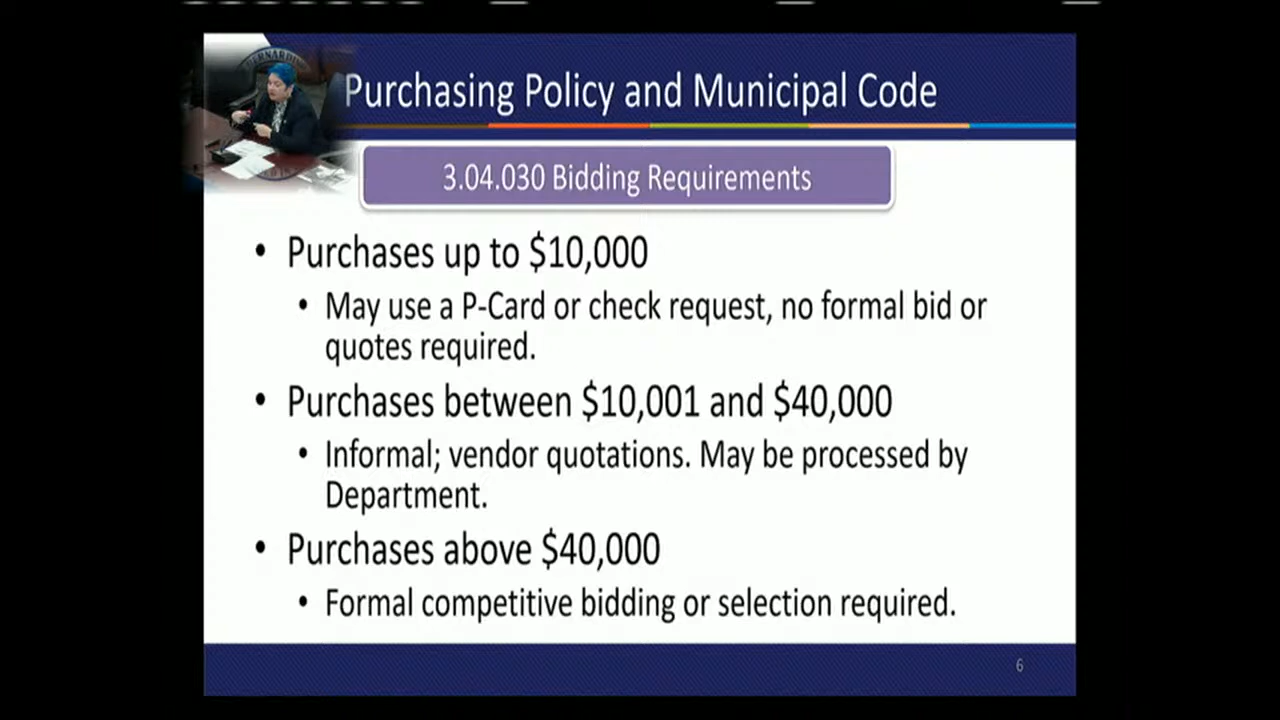 Purchasing Policy and Municipal Code
3.04.030 Bidding Requirements
• Purchases up to $10,000
• May use a P-Card or check request, no formal bid or
quotes required.
• Purchases between $10,001 and $40,000
• Informal; vendor quotations. May be processed by
Department.
• Purchases above $40,000
• Formal competitive bidding or selection required.
6